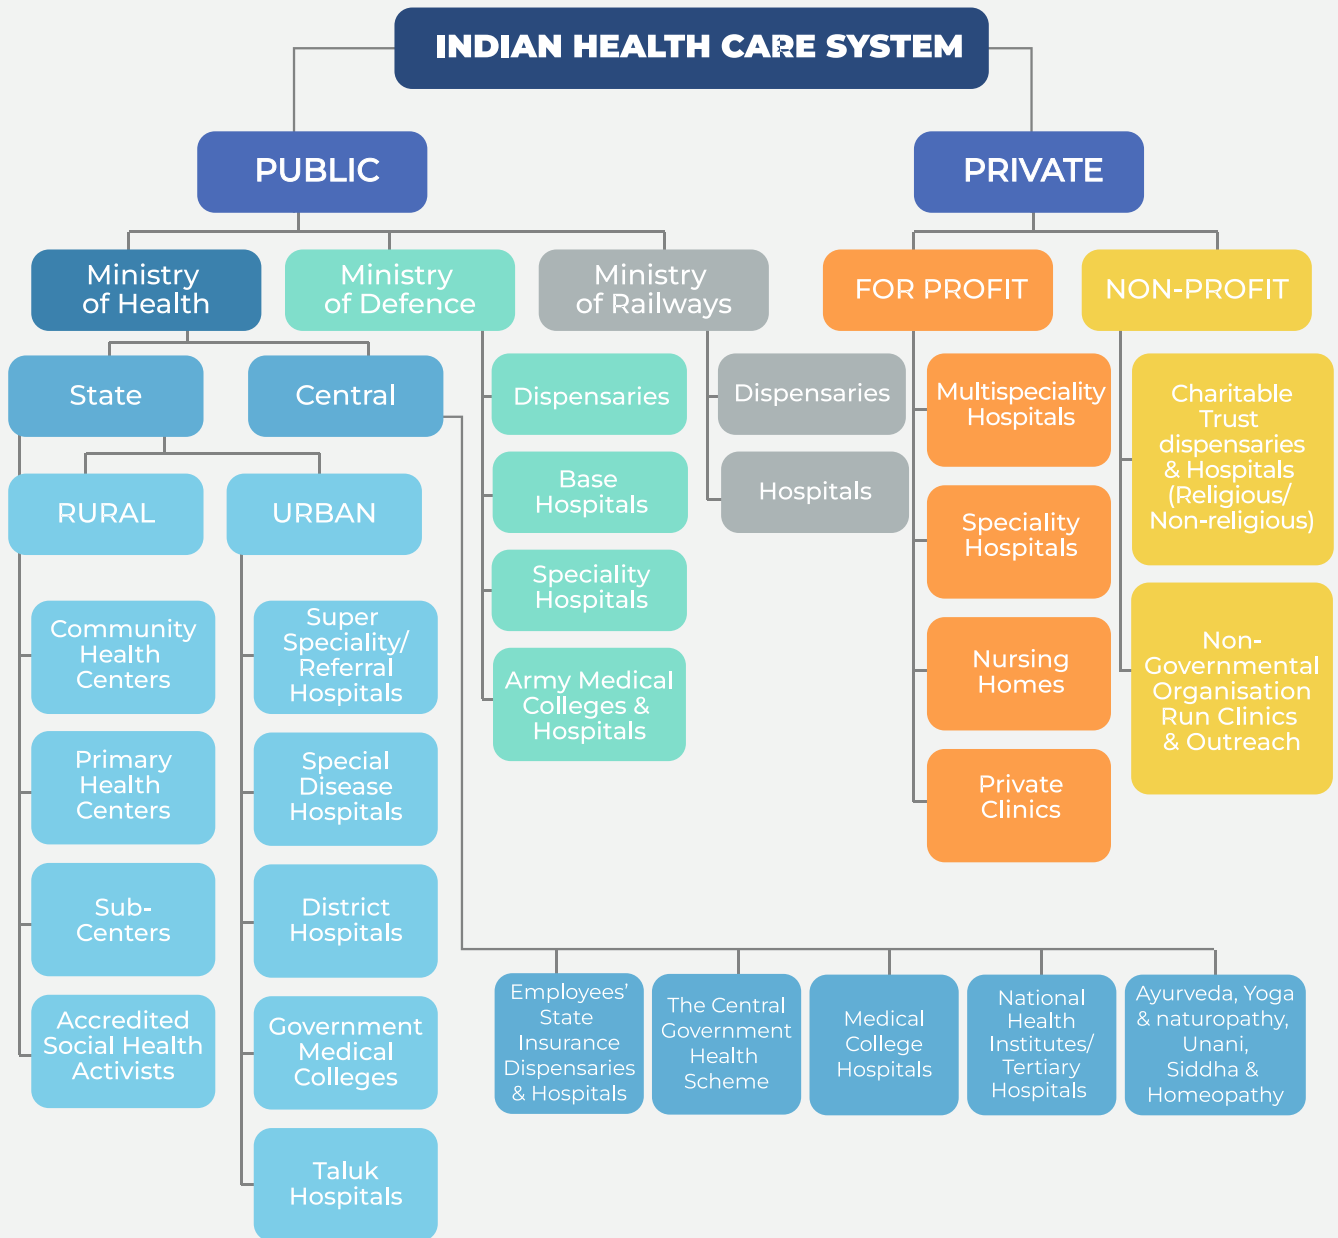 INDIAN HEALTH CARE SYSTEM
PUBLIC
PRIVATE
Ministry
of Health
Ministry
of Defence
Ministry
of Railways
FOR PROFIT
NON-PROFIT
State
Central
RURAL
URBAN
Community
Health
Centers
Primary
Health
Centers
Sub-
Centers
Accredited
Social Health
Activists
Super
Speciality/
Referral
Hospitals
Special
Disease
Hospitals
District
Hospitals
Government
Medical
Colleges
Taluk
Hospitals
Dispensaries
Base
Hospitals
Speciality
Hospitals
Army Medical
Colleges &
Hospitals
Dispensaries
Hospitals
Multispeciality
Hospitals
Speciality
Hospitals
Nursing
Homes
Private
Clinics
Charitable
Trust
dispensaries
& Hospitals
(Religious/
Non-religious)
Non-
Governmental
Organisation
Run Clinics
& Outreach
Employees’
State
Insurance
Dispensaries
& Hospitals
The Central
Government
Health
Scheme
Medical
College
Hospitals
National
Health
Institutes/
Tertiary
Hospitals
Ayurveda, Yoga
& naturopathy,
Unani,
Siddha &
Homeopathy